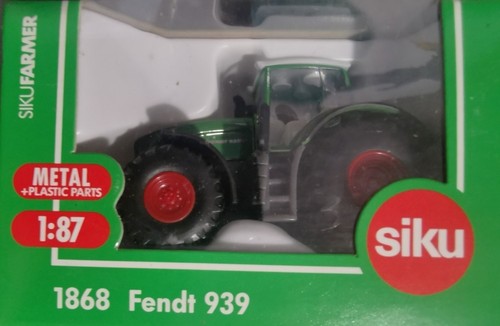 SIKUFARMER
METAL
+PLASTIC PARTS
1:87
siku
1868 Fendt 939